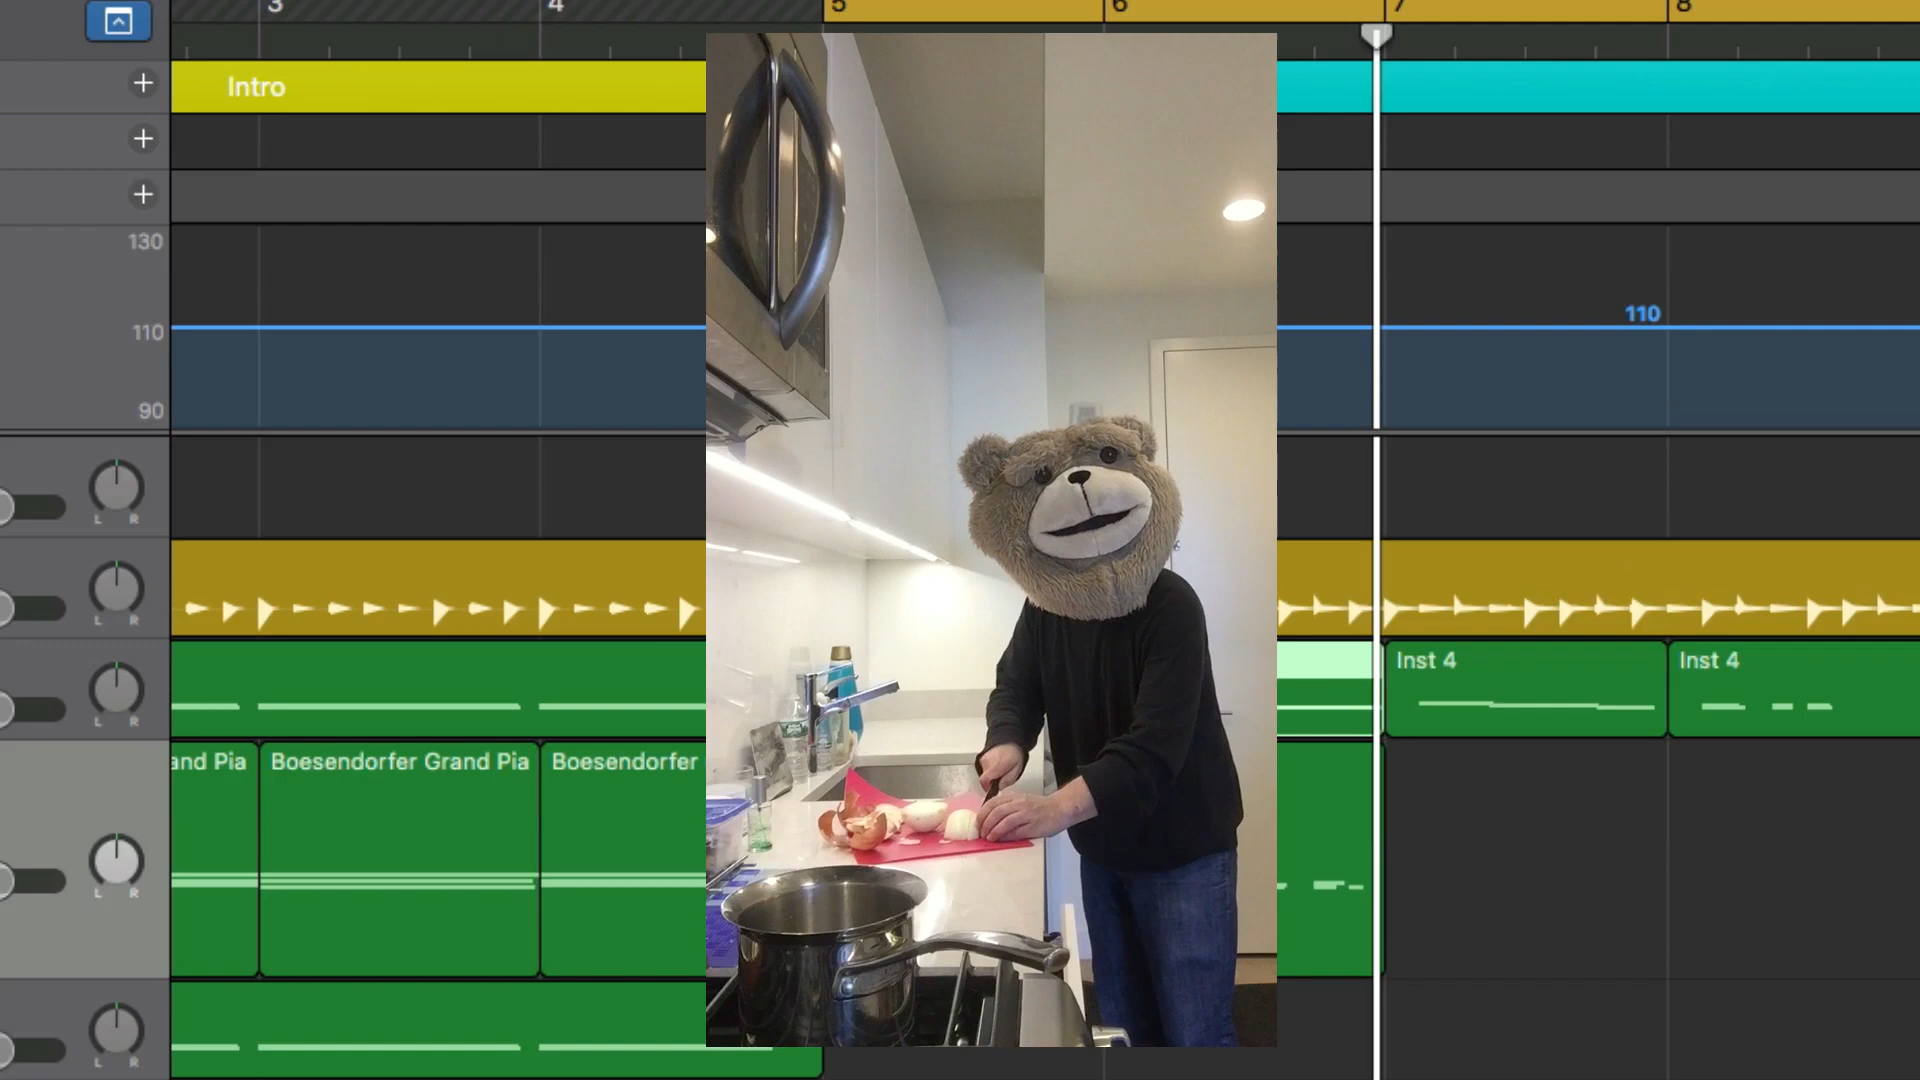 3 4 5 6 7 8
Intro
130
110
110
90
L R
L R
L R
Inst 4 Inst 4
and Pia Boesendorfer Grand Pia Boesendorfer
L R
L R